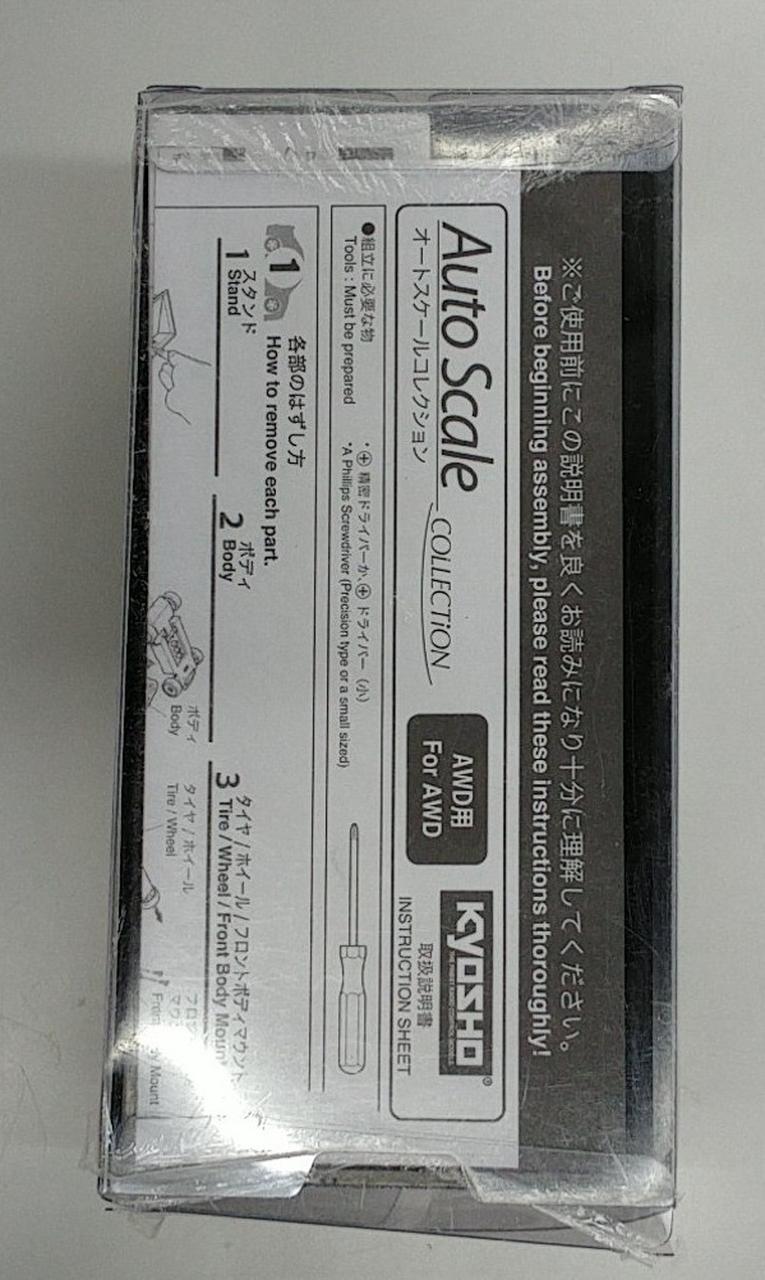 ※ご使用前にこの説明書を良くお読みになり十分に理解してください。
Before beginning assembly, please read these instructions thoroughly!
Auto Scale COLLECTiON
オートスケールコレクション
AWD用
For AWD
KYOSHO®
取扱説明書
INSTRUCTION SHEET
●組立に必要な物
Tools : Must be prepared
・⊕ 精密ドライバーか、⊕ ドライバー（小）
*A Phillips Screwdriver (Precision type or a small sized)
1
各部のはずし方
How to remove each part.
1 スタンド
Stand
2 ボディ
Body
3 タイヤ / ホイール / フロントボディマウント
Tire / Wheel / Front Body Mount
ボディ
Body
タイヤ / ホイール
Tire / Wheel
Mount